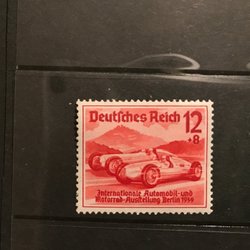 Deutsches Reich 12
+8
Internationale Automobil- und
Motorrad-Ausstellung Berlin 1939